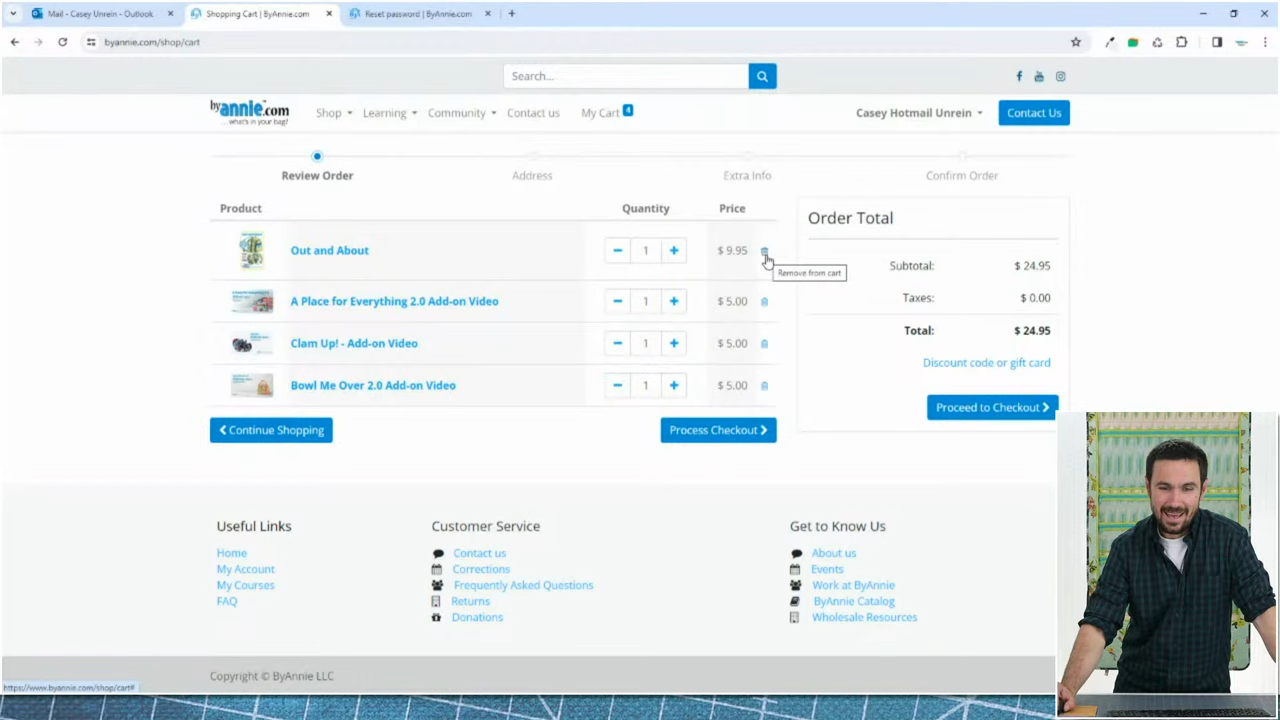 Mail - Casey Unrein - Outlook
Shopping Cart | ByAnnie.com
Reset password | ByAnnie.com
byannie.com/shop/cart
Search...
by annie.com
...what's in your bag?
Shop
Learning
Community
Contact us
My Cart 4
Casey Hotmail Unrein
Contact Us
Review Order
Address
Extra Info
Confirm Order
Product Quantity Price
Out and About 1 $ 9.95
Remove from cart
A Place for Everything 2.0 Add-on Video 1 $ 5.00
Clam Up! - Add-on Video 1 $ 5.00
Bowl Me Over 2.0 Add-on Video 1 $ 5.00
Continue Shopping
Process Checkout
Order Total
Subtotal: $ 24.95
Taxes: $ 0.00
Total: $ 24.95
Discount code or gift card
Proceed to Checkout
Useful Links
Home
My Account
My Courses
FAQ
Customer Service
Contact us
Corrections
Frequently Asked Questions
Returns
Donations
Get to Know Us
About us
Events
Work at ByAnnie
ByAnnie Catalog
Wholesale Resources
Copyright © ByAnnie LLC
https://www.byannie.com/shop/cart#